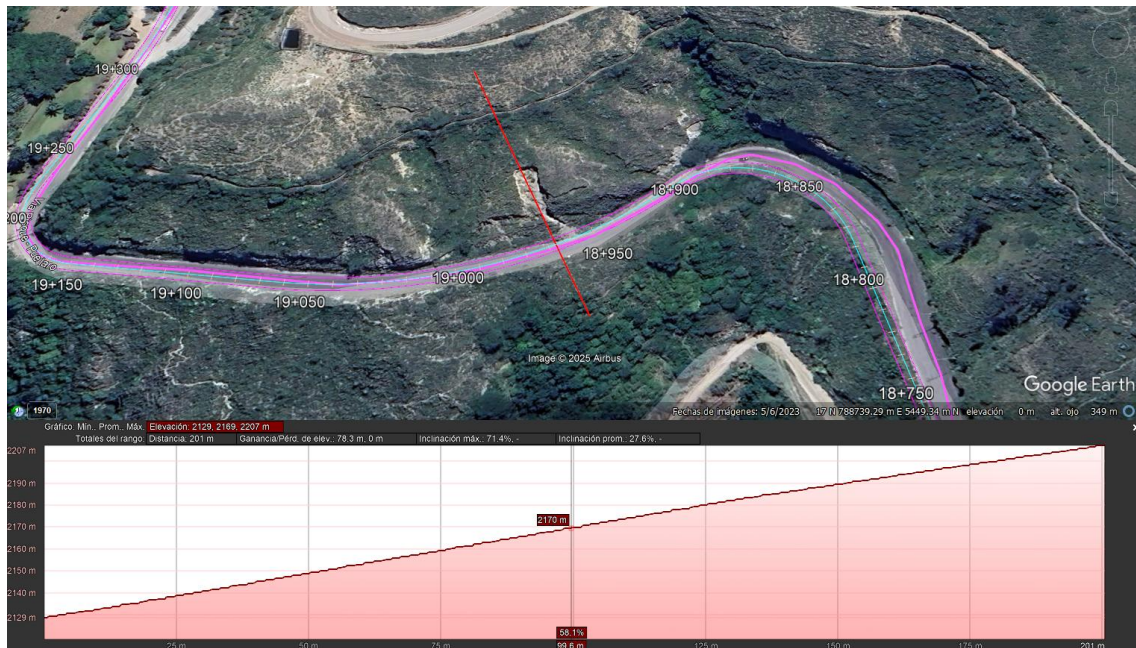 19+300
19+250
200
19+150
19+100
19+050
19+000
18+950
18+900
18+850
18+800
18+750
Image © 2025 Airbus
Google Earth
1970
Fechas de imágenes: 5/6/2023 17 N 788739,29 m E 5449,34 m N elevación 0 m alt. ojo 349 m
Gráfico. Mín., Prom., Máx. Elevación: 2129, 2169, 2207 m
Totales del rango: Distancia: 201 m Ganancia/Pérd. de elev.: 78.3 m, 0 m Inclinación máx.: 71.4%, - Inclinación prom.: 27.6%, -
2207 m
2190 m
2180 m
2170 m
2160 m
2150 m
2140 m
2129 m
2170 m
58.1%
25 m 50 m 75 m 99.6 m 125 m 150 m 175 m 201 m